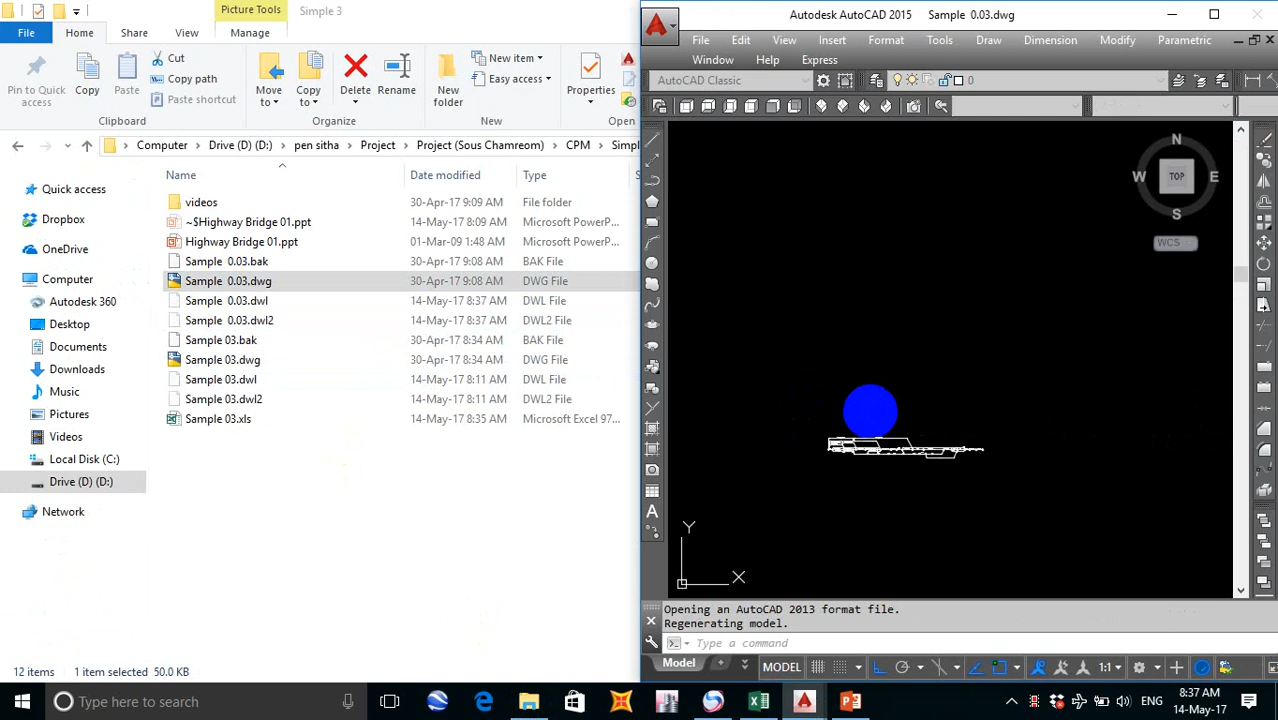 Picture Tools
Simple 3
File
Home
Share
View
Manage
Pin to Quick access
Copy
Paste
Cut
Copy path
Paste shortcut
Clipboard
Move to
Copy to
Delete
Rename
Organize
New folder
New item
Easy access
New
Properties
Open
Computer
Drive (D) (D:)
pen sitha
Project
Project (Sous Chamreom)
CPM
Simpl
Name
Date modified
Type
S
Quick access
Dropbox
OneDrive
Computer
Autodesk 360
Desktop
Documents
Downloads
Music
Pictures
Videos
Local Disk (C:)
Drive (D) (D:)
Network
videos 30-Apr-17 9:09 AM File folder
~$Highway Bridge 01.ppt 14-May-17 8:09 AM Microsoft PowerP...
Highway Bridge 01.ppt 01-Mar-09 1:48 AM Microsoft PowerP...
Sample 0.03.bak 30-Apr-17 9:08 AM BAK File
Sample 0.03.dwg 30-Apr-17 9:08 AM DWG File
Sample 0.03.dwl 14-May-17 8:37 AM DWL File
Sample 0.03.dwl2 14-May-17 8:37 AM DWL2 File
Sample 03.bak 30-Apr-17 8:34 AM BAK File
Sample 03.dwg 30-Apr-17 8:34 AM DWG File
Sample 03.dwl 14-May-17 8:11 AM DWL File
Sample 03.dwl2 14-May-17 8:11 AM DWL2 File
Sample 03.xls 14-May-17 8:35 AM Microsoft Excel 97...
12 items 1 item selected 50.0 KB
Autodesk AutoCAD 2015 Sample 0.03.dwg
File Edit View Insert Format Tools Draw Dimension Modify Parametric
Window Help Express
AutoCAD Classic
0
N
W
TOP
E
S
WCS
Y
X
Opening an AutoCAD 2013 format file.
Regenerating model.
Type a command
Model
MODEL
1:1
Type here to search
ENG
8:37 AM
14-May-17